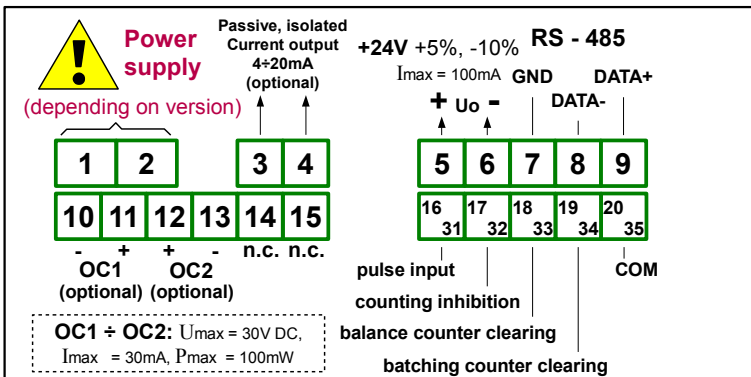 Power
supply
(depending on version)
Passive, isolated
Current output
4÷20mA
(optional)
+24V +5%, -10%
Imax = 100mA
RS - 485
GND
DATA+
DATA-
+ Uo -
1 2 3 4 5 6 7 8 9
10 11 12 13 14 15
16 31 17 32 18 33 19 34 20 35
- + + - n.c. n.c.
OC1 OC2
(optional) (optional)
pulse input
COM
counting inhibition
balance counter clearing
batching counter clearing
OC1 ÷ OC2: Umax = 30V DC,
Imax = 30mA, Pmax = 100mW